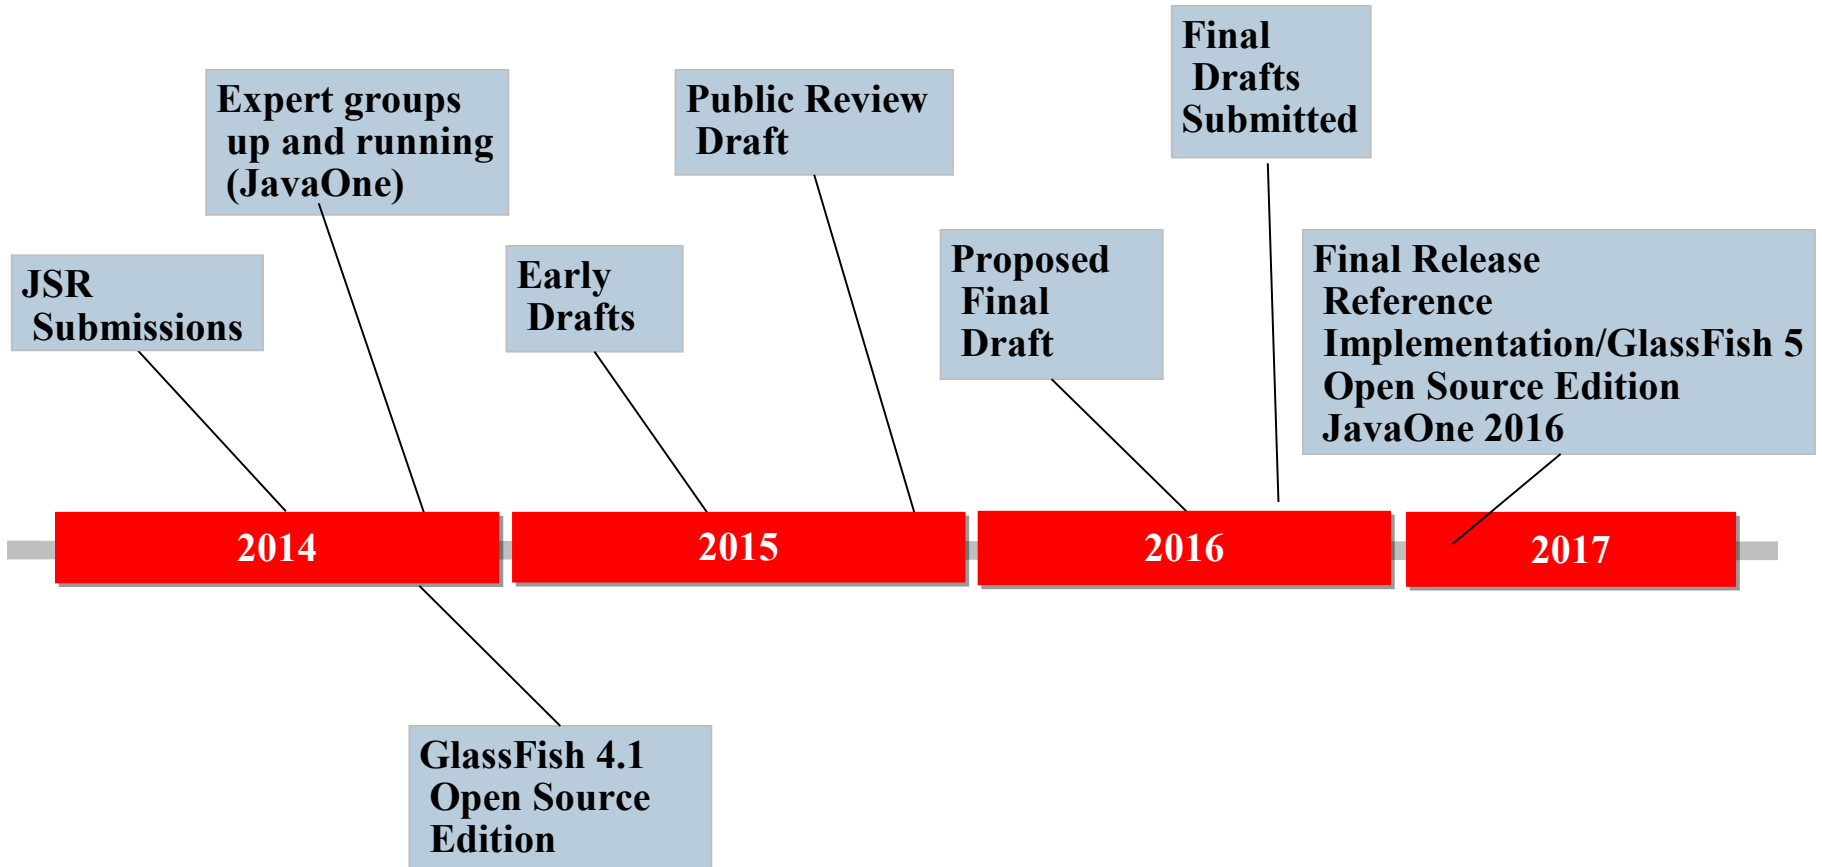 Final
Drafts
Submitted
Expert groups
up and running
(JavaOne)
Public Review
Draft
JSR
Submissions
Early
Drafts
Proposed
Final
Draft
Final Release
Reference
Implementation/GlassFish 5
Open Source Edition
JavaOne 2016
2014
2015
2016
2017
GlassFish 4.1
Open Source
Edition